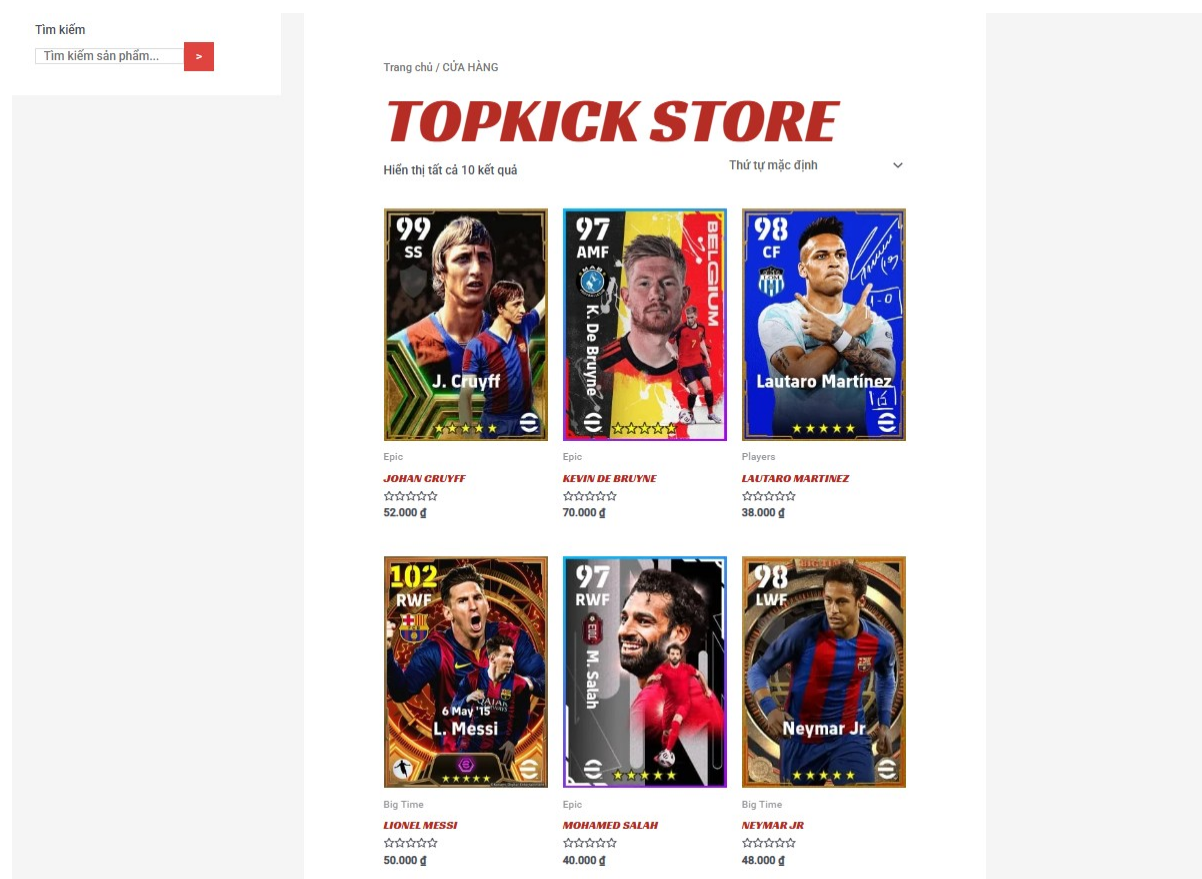 Tìm kiếm
Tìm kiếm sản phẩm...
>
Trang chủ / CỬA HÀNG
TOPKICK STORE
Hiển thị tất cả 10 kết quả
Thứ tự mặc định
99
SS
J. Cruyff
97
AMF
BELGIUM
K. De Bruyne
98
CF
1-0
Lautaro Martínez
Epic
JOHAN CRUYFF
52.000 ₫
Epic
KEVIN DE BRUYNE
70.000 ₫
Players
LAUTARO MARTINEZ
38.000 ₫
102
RWF
6 May '15
L. Messi
97
RWF
M. Salah
98
LWF
Neymar Jr
Big Time
LIONEL MESSI
50.000 ₫
Epic
MOHAMED SALAH
40.000 ₫
Big Time
NEYMAR JR
48.000 ₫